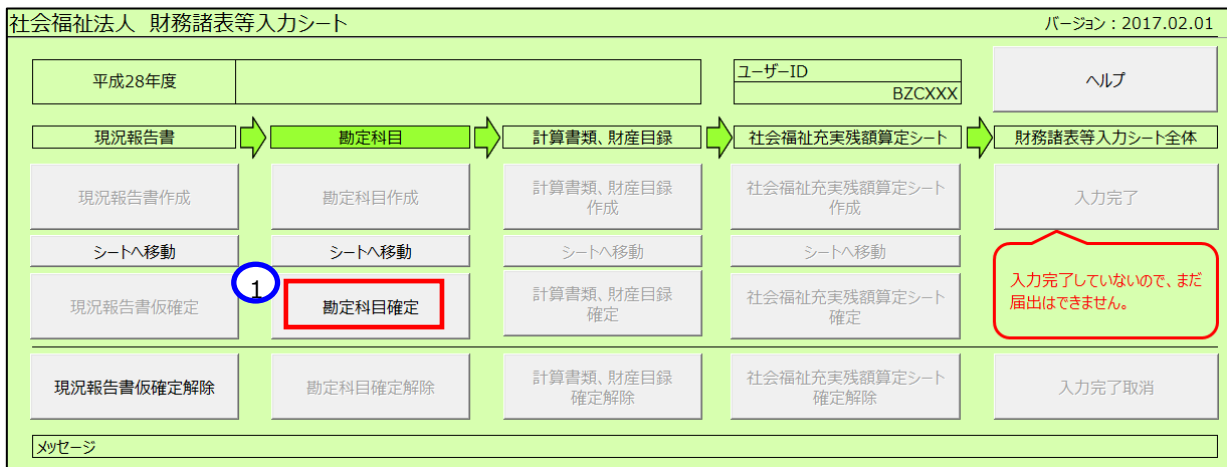 社会福祉法人 財務諸表等入力シート
バージョン：2017.02.01
平成28年度
ユーザーID
BZCXXX
ヘルプ
現況報告書
勘定科目
計算書類、財産目録
社会福祉充実残額算定シート
財務諸表等入力シート全体
現況報告書作成
勘定科目作成
計算書類、財産目録
作成
社会福祉充実残額算定シート
作成
入力完了
シートへ移動
シートへ移動
シートへ移動
シートへ移動
現況報告書仮確定
1
勘定科目確定
計算書類、財産目録
確定
社会福祉充実残額算定シート
確定
入力完了していないので、まだ
届出はできません。
現況報告書仮確定解除
勘定科目確定解除
計算書類、財産目録
確定解除
社会福祉充実残額算定シート
確定解除
入力完了取消
メッセージ